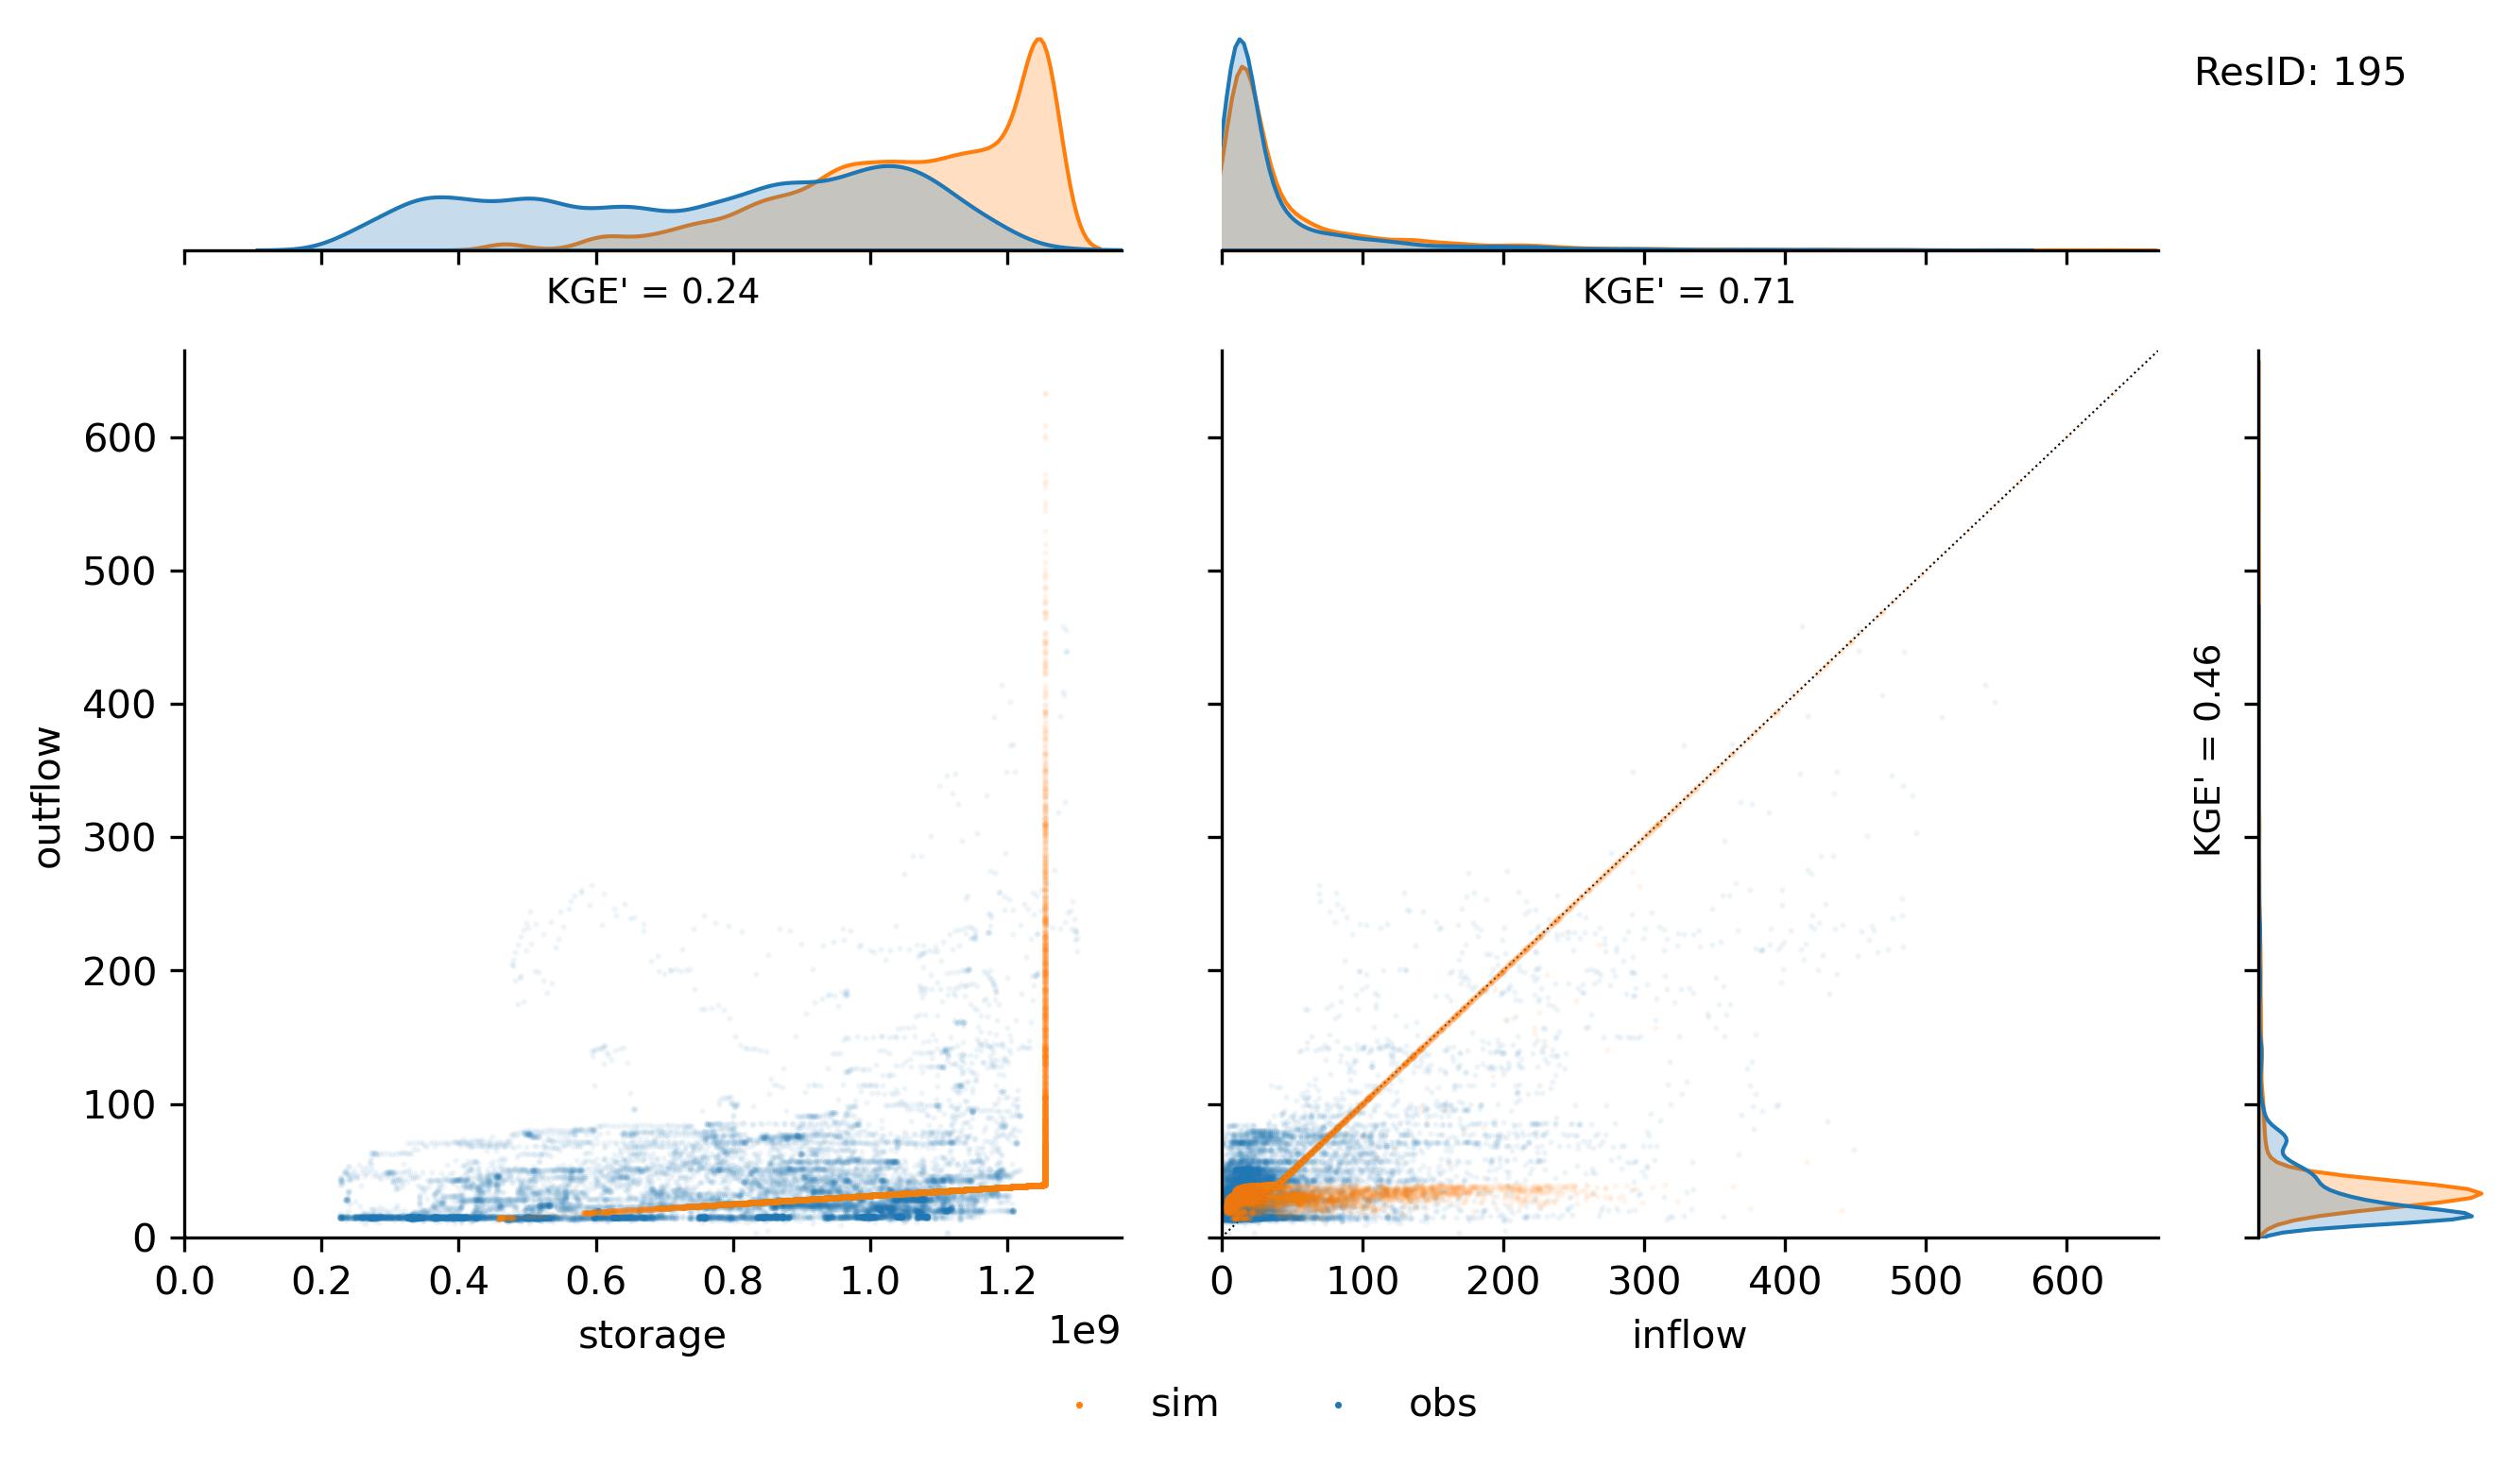 ResID: 195
KGE' = 0.24
KGE' = 0.71
outflow
600
500
400
300
200
100
0
KGE' = 0.46
0.0 0.2 0.4 0.6 0.8 1.0 1.2
1e9
storage
0 100 200 300 400 500 600
inflow
sim obs